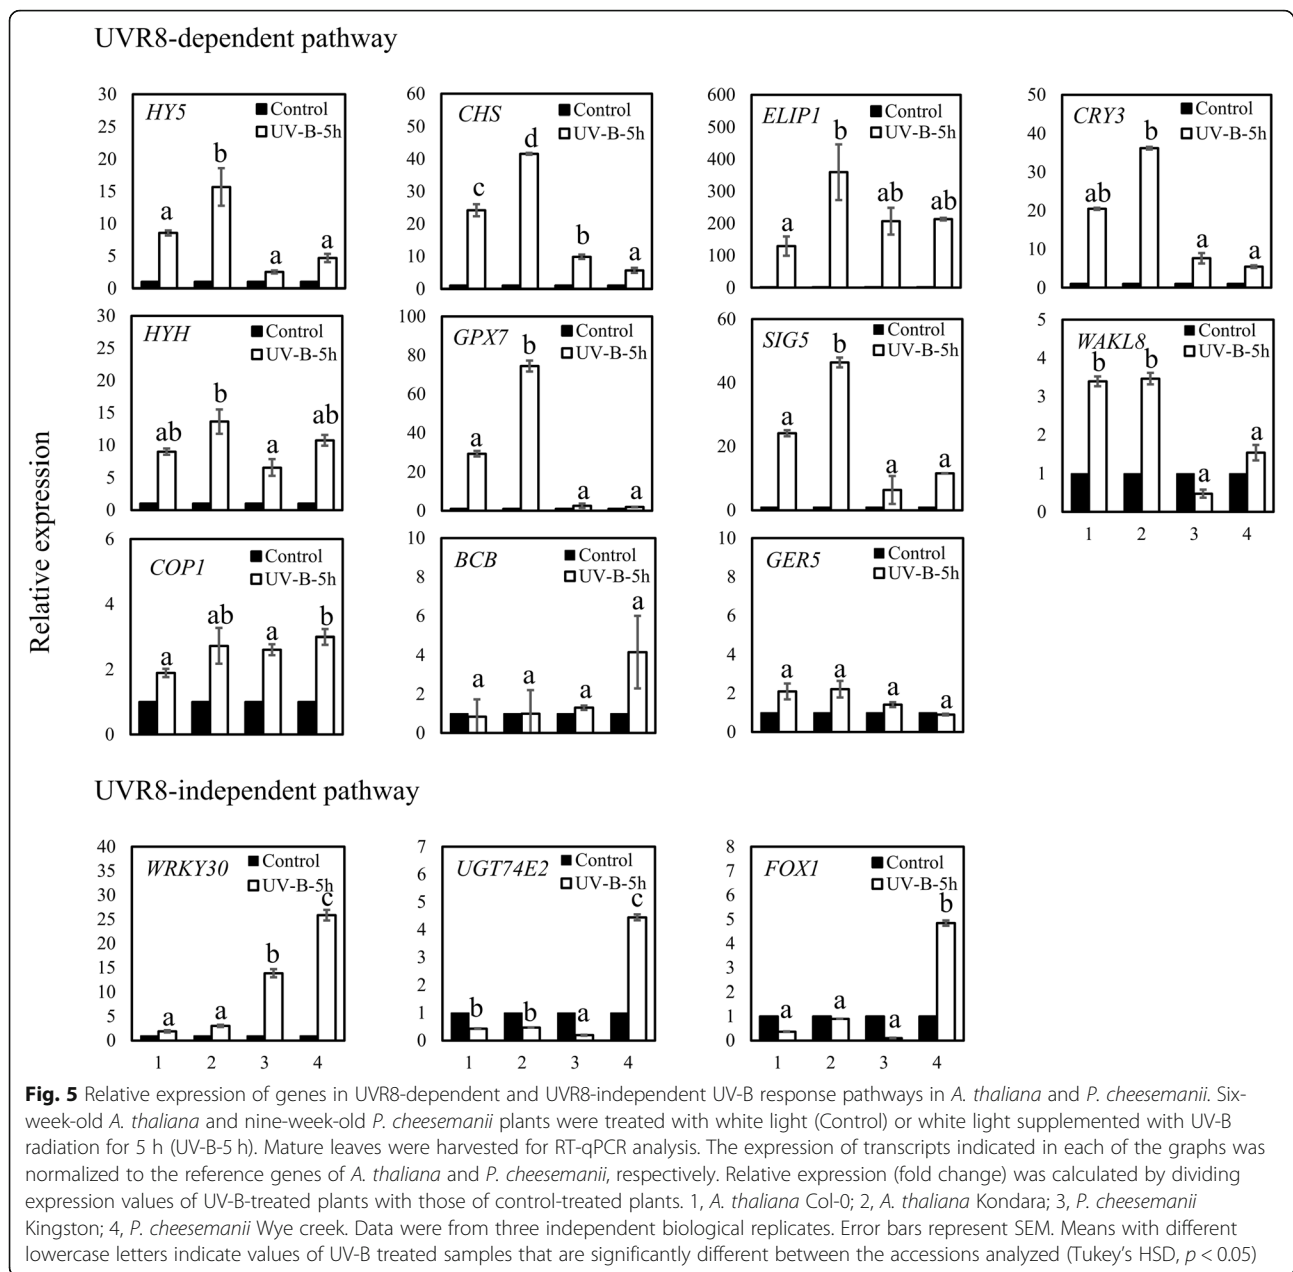 UVR8-dependent pathway
Relative expression
30
25
20
15
10
5
0
HY5
Control
UV-B-5h
a
b
a
a
60
50
40
30
20
10
0
CHS
Control
UV-B-5h
c
d
b
a
600
500
400
300
200
100
0
ELIP1
Control
UV-B-5h
a
b
ab
ab
50
40
30
20
10
0
CRY3
Control
UV-B-5h
ab
b
a
a
30
25
20
15
10
5
0
HYH
Control
UV-B-5h
ab
b
a
ab
100
80
60
40
20
0
GPX7
Control
UV-B-5h
a
b
a
a
60
40
20
0
SIG5
Control
UV-B-5h
a
b
a
a
5
4
3
2
1
0
WAKL8
Control
UV-B-5h
b
b
a
a
1 2 3 4
6
4
2
0
COP1
Control
UV-B-5h
a
ab
a
b
10
8
6
4
2
0
BCB
Control
UV-B-5h
a
a
a
a
10
8
6
4
2
0
GER5
Control
UV-B-5h
a
a
a
a
UVR8-independent pathway
40
35
30
25
20
15
10
5
0
WRKY30
Control
UV-B-5h
a
a
b
c
1 2 3 4
7
6
5
4
3
2
1
0
UGT74E2
Control
UV-B-5h
b
b
a
c
1 2 3 4
8
7
6
5
4
3
2
1
0
FOX1
Control
UV-B-5h
a
a
a
b
1 2 3 4
Fig. 5 Relative expression of genes in UVR8-dependent and UVR8-independent UV-B response pathways in A. thaliana and P. cheesemanii. Six-
week-old A. thaliana and nine-week-old P. cheesemanii plants were treated with white light (Control) or white light supplemented with UV-B
radiation for 5 h (UV-B-5 h). Mature leaves were harvested for RT-qPCR analysis. The expression of transcripts indicated in each of the graphs was
normalized to the reference genes of A. thaliana and P. cheesemanii, respectively. Relative expression (fold change) was calculated by dividing
expression values of UV-B-treated plants with those of control-treated plants. 1, A. thaliana Col-0; 2, A. thaliana Kondara; 3, P. cheesemanii
Kingston; 4, P. cheesemanii Wye creek. Data were from three independent biological replicates. Error bars represent SEM. Means with different
lowercase letters indicate values of UV-B treated samples that are significantly different between the accessions analyzed (Tukey's HSD, p < 0.05)